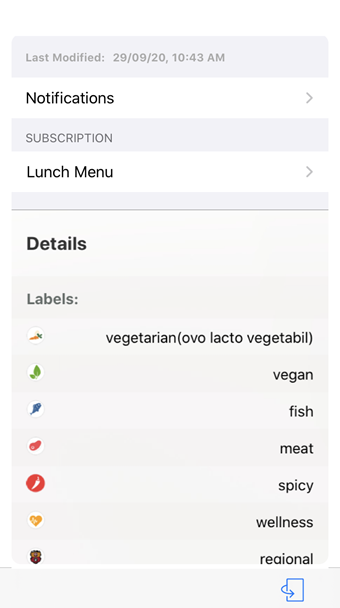 Last Modified: 29/09/20, 10:43 AM
Notifications
SUBSCRIPTION
Lunch Menu
Details
Labels:
vegetarian(ovo lacto vegetabil)
vegan
fish
meat
spicy
wellness
regional